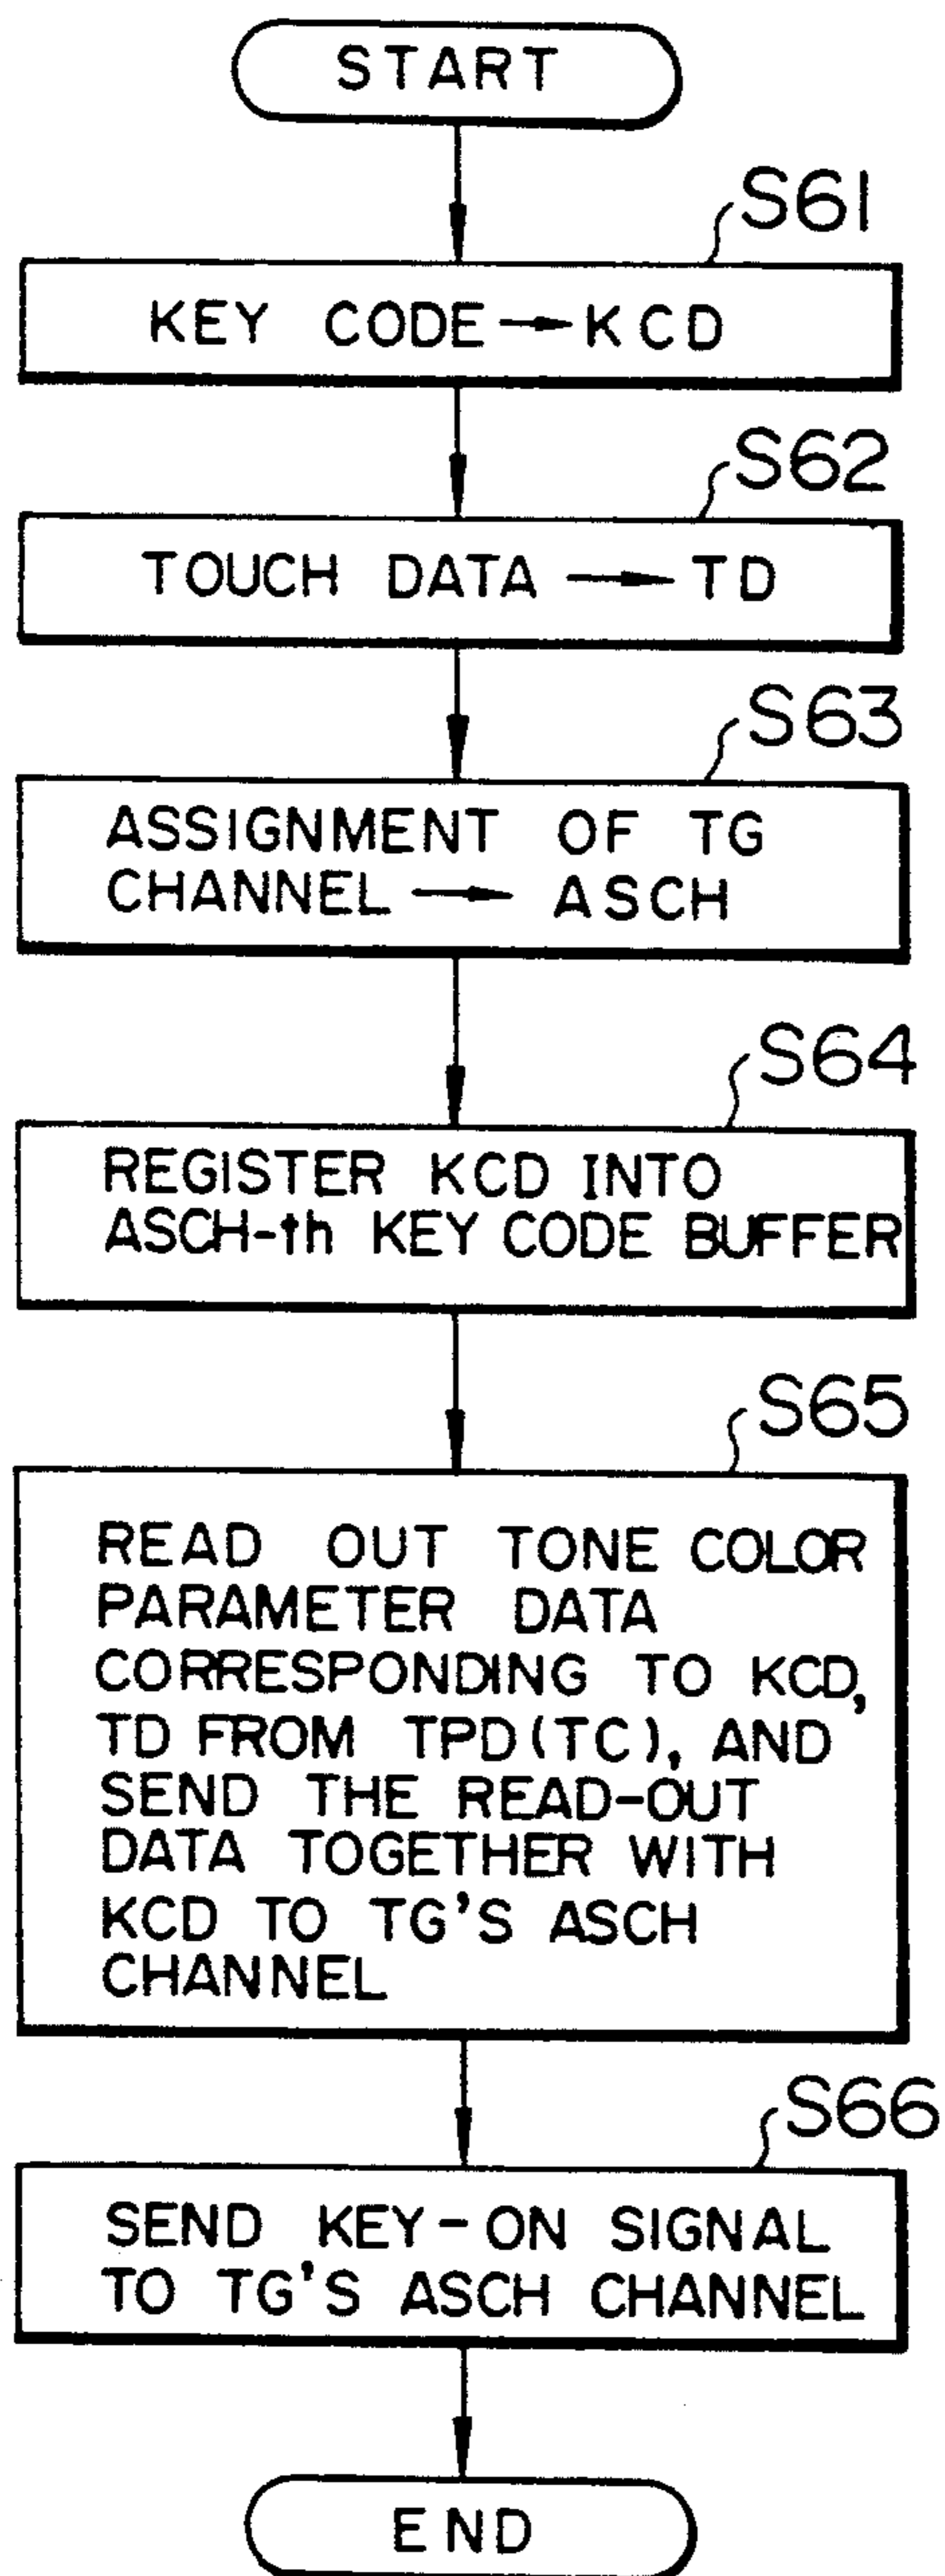 START
S61
KEY CODE → KCD
S62
TOUCH DATA → TD
S63
ASSIGNMENT OF TG
CHANNEL → ASCH
S64
REGISTER KCD INTO
ASCH-th KEY CODE BUFFER
S65
READ OUT TONE COLOR
PARAMETER DATA
CORRESPONDING TO KCD,
TD FROM TPD(TC), AND
SEND THE READ-OUT
DATA TOGETHER WITH
KCD TO TG'S ASCH
CHANNEL
S66
SEND KEY-ON SIGNAL
TO TG'S ASCH CHANNEL
END